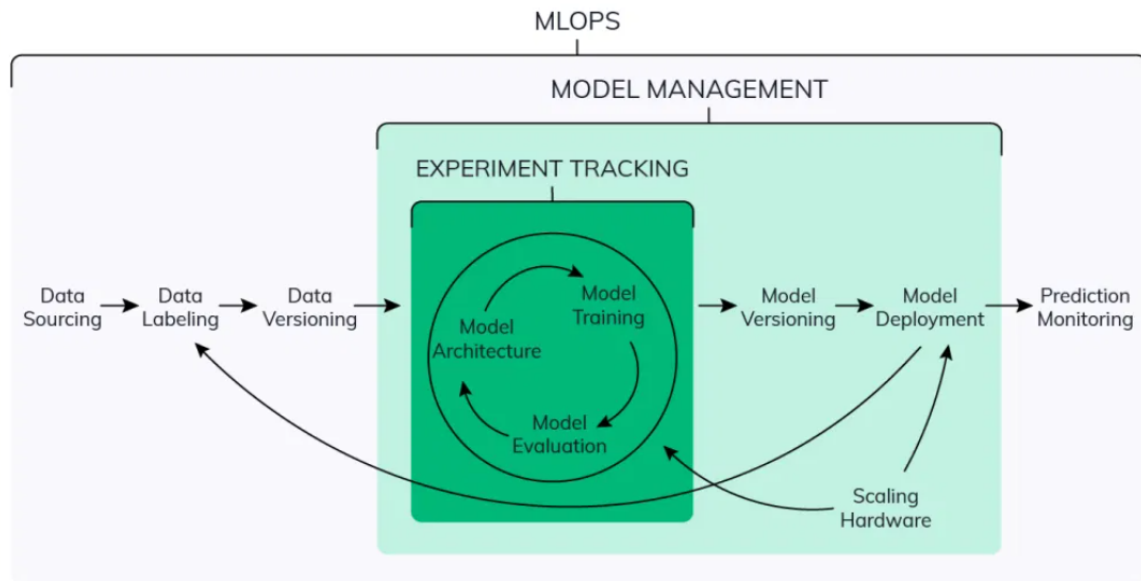 MLOPS
MODEL MANAGEMENT
EXPERIMENT TRACKING
Data
Sourcing
Data
Labeling
Data
Versioning
Model
Architecture
Model
Training
Model
Evaluation
Model
Versioning
Model
Deployment
Prediction
Monitoring
Scaling
Hardware